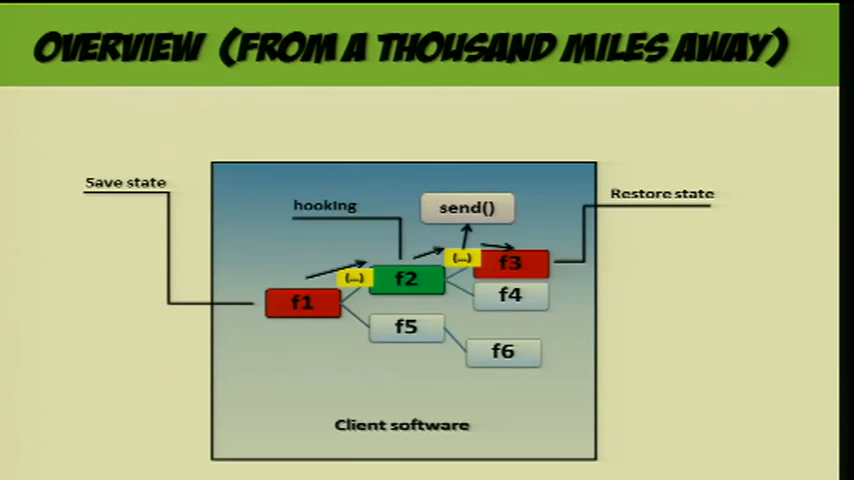 OVERVIEW (FROM A THOUSAND MILES AWAY)
Save state
Restore state
hooking
send()
(...)
f3
(...)
f2
f4
f1
f5
f6
Client software